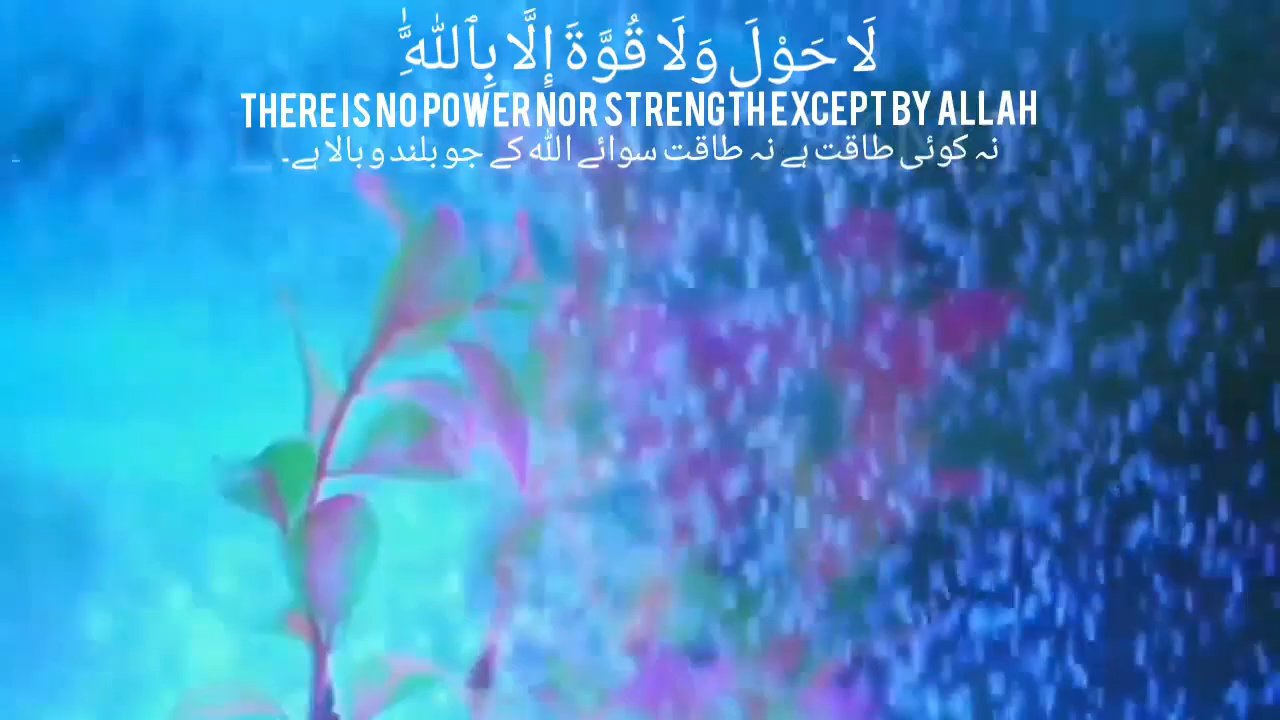 لَا حَوْلَ وَلَا قُوَّةَ إِلَّا بِٱللَّهِ
THERE IS NO POWER NOR STRENGTH EXCEPT BY ALLAH
نہ کوئی طاقت ہے نہ طاقت سوائے اللہ کے جو بلند و بالا ہے۔